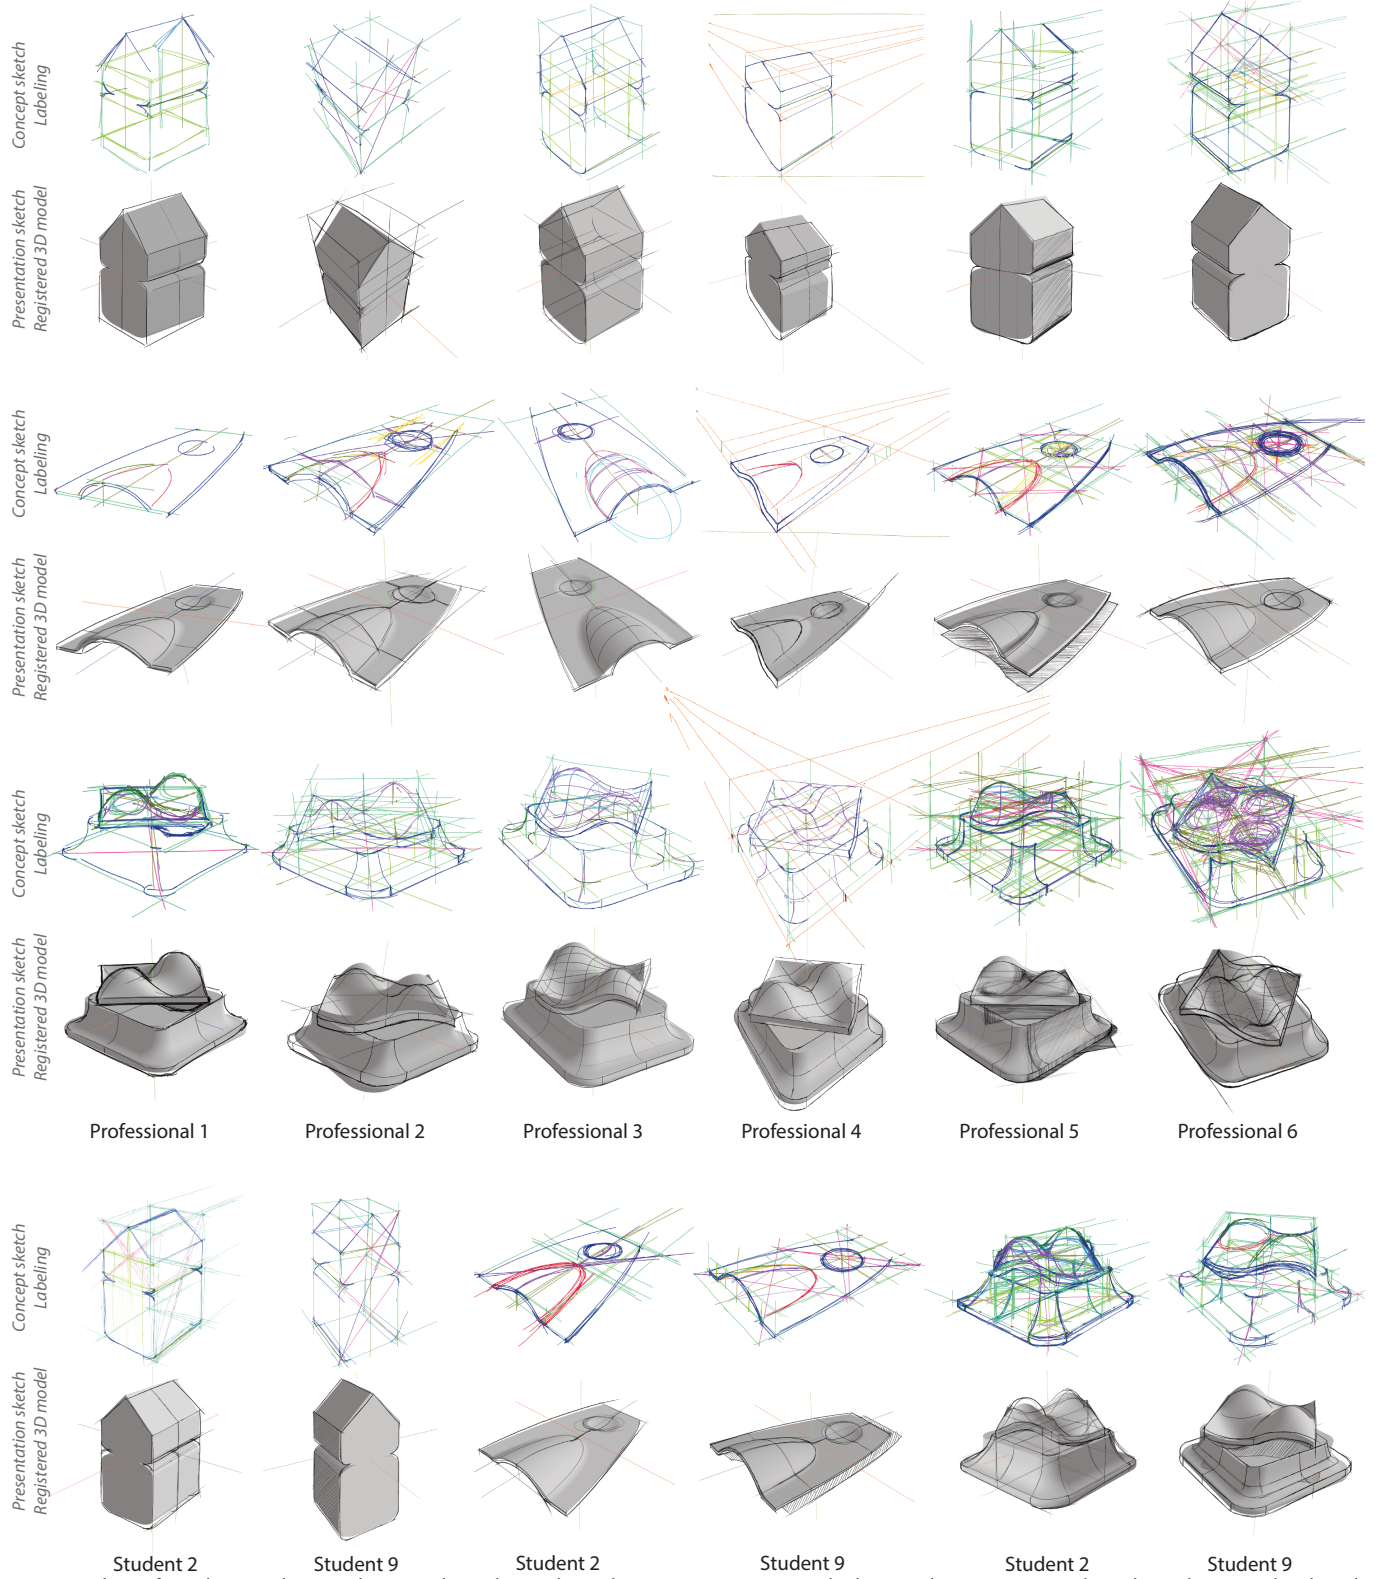 Concept sketch
Labeling
Presentation sketch
Registered 3D model
Concept sketch
Labeling
Presentation sketch
Registered 3D model
Concept sketch
Labeling
Presentation sketch
Registered 3D model
Professional 1
Professional 2
Professional 3
Professional 4
Professional 5
Professional 6
Concept sketch
Labeling
Presentation sketch
Registered 3D model
Student 2
Student 9
Student 2
Student 9
Student 2
Student 9